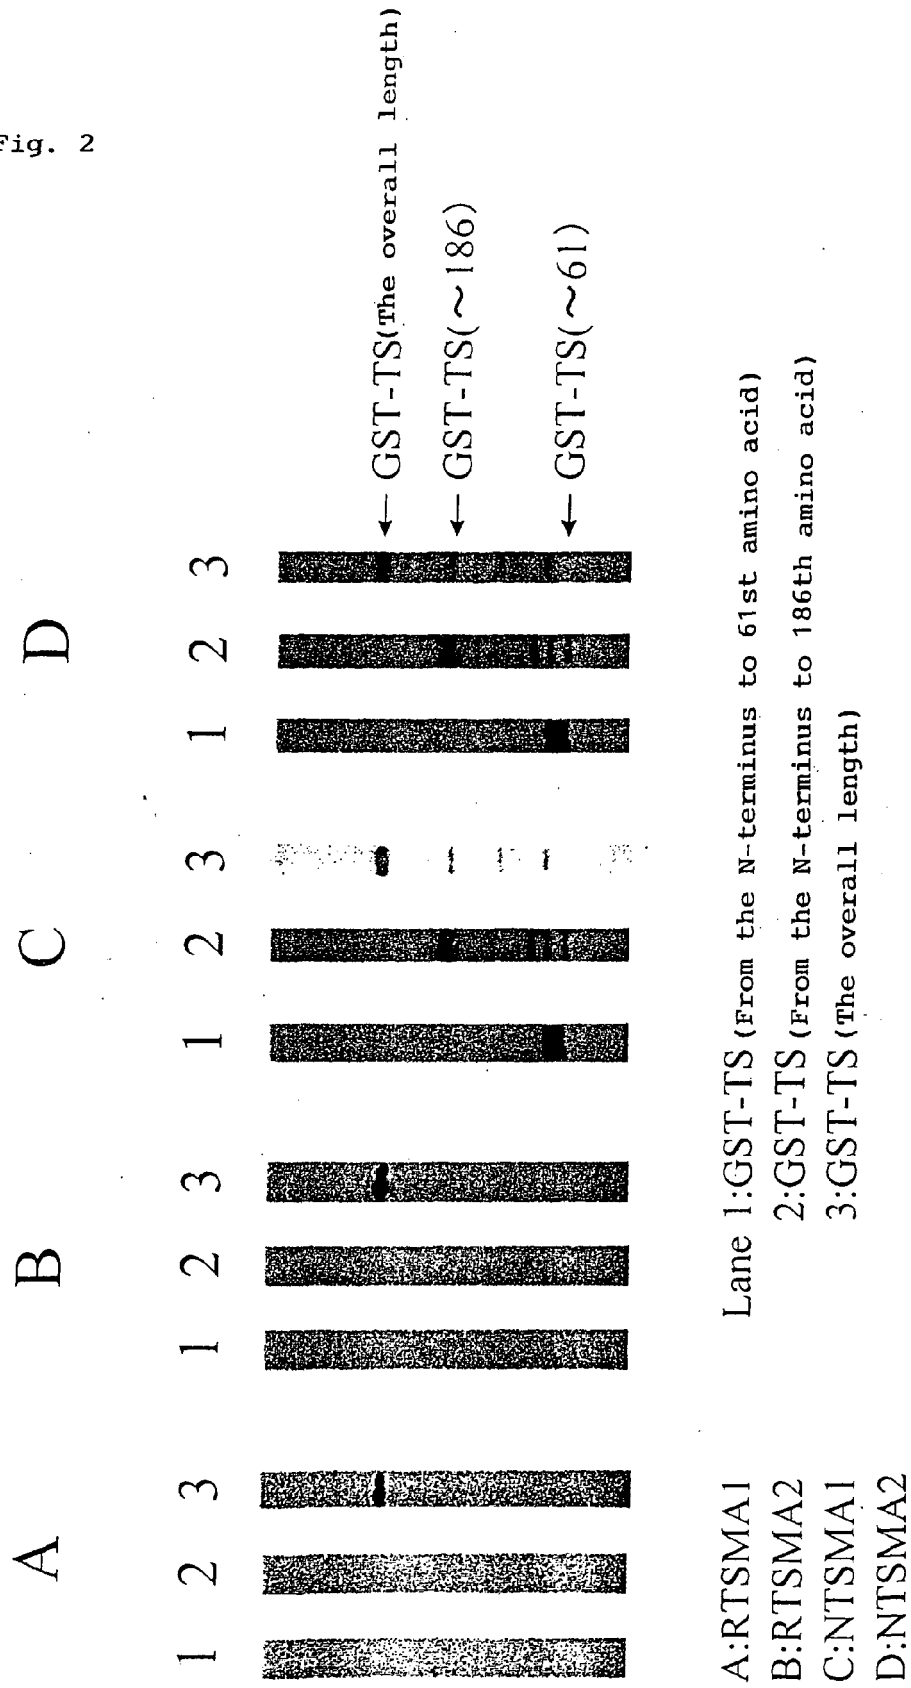 Fig. 2
A B C D
1 2 3 1 2 3 1 2 3 1 2 3
← GST-TS(The overall length)
← GST-TS(~186)
← GST-TS(~61)
A:RTSMA1
B:RTSMA2
C:NTSMA1
D:NTSMA2
Lane 1:GST-TS (From the N-terminus to 61st amino acid)
2:GST-TS (From the N-terminus to 186th amino acid)
3:GST-TS (The overall length)